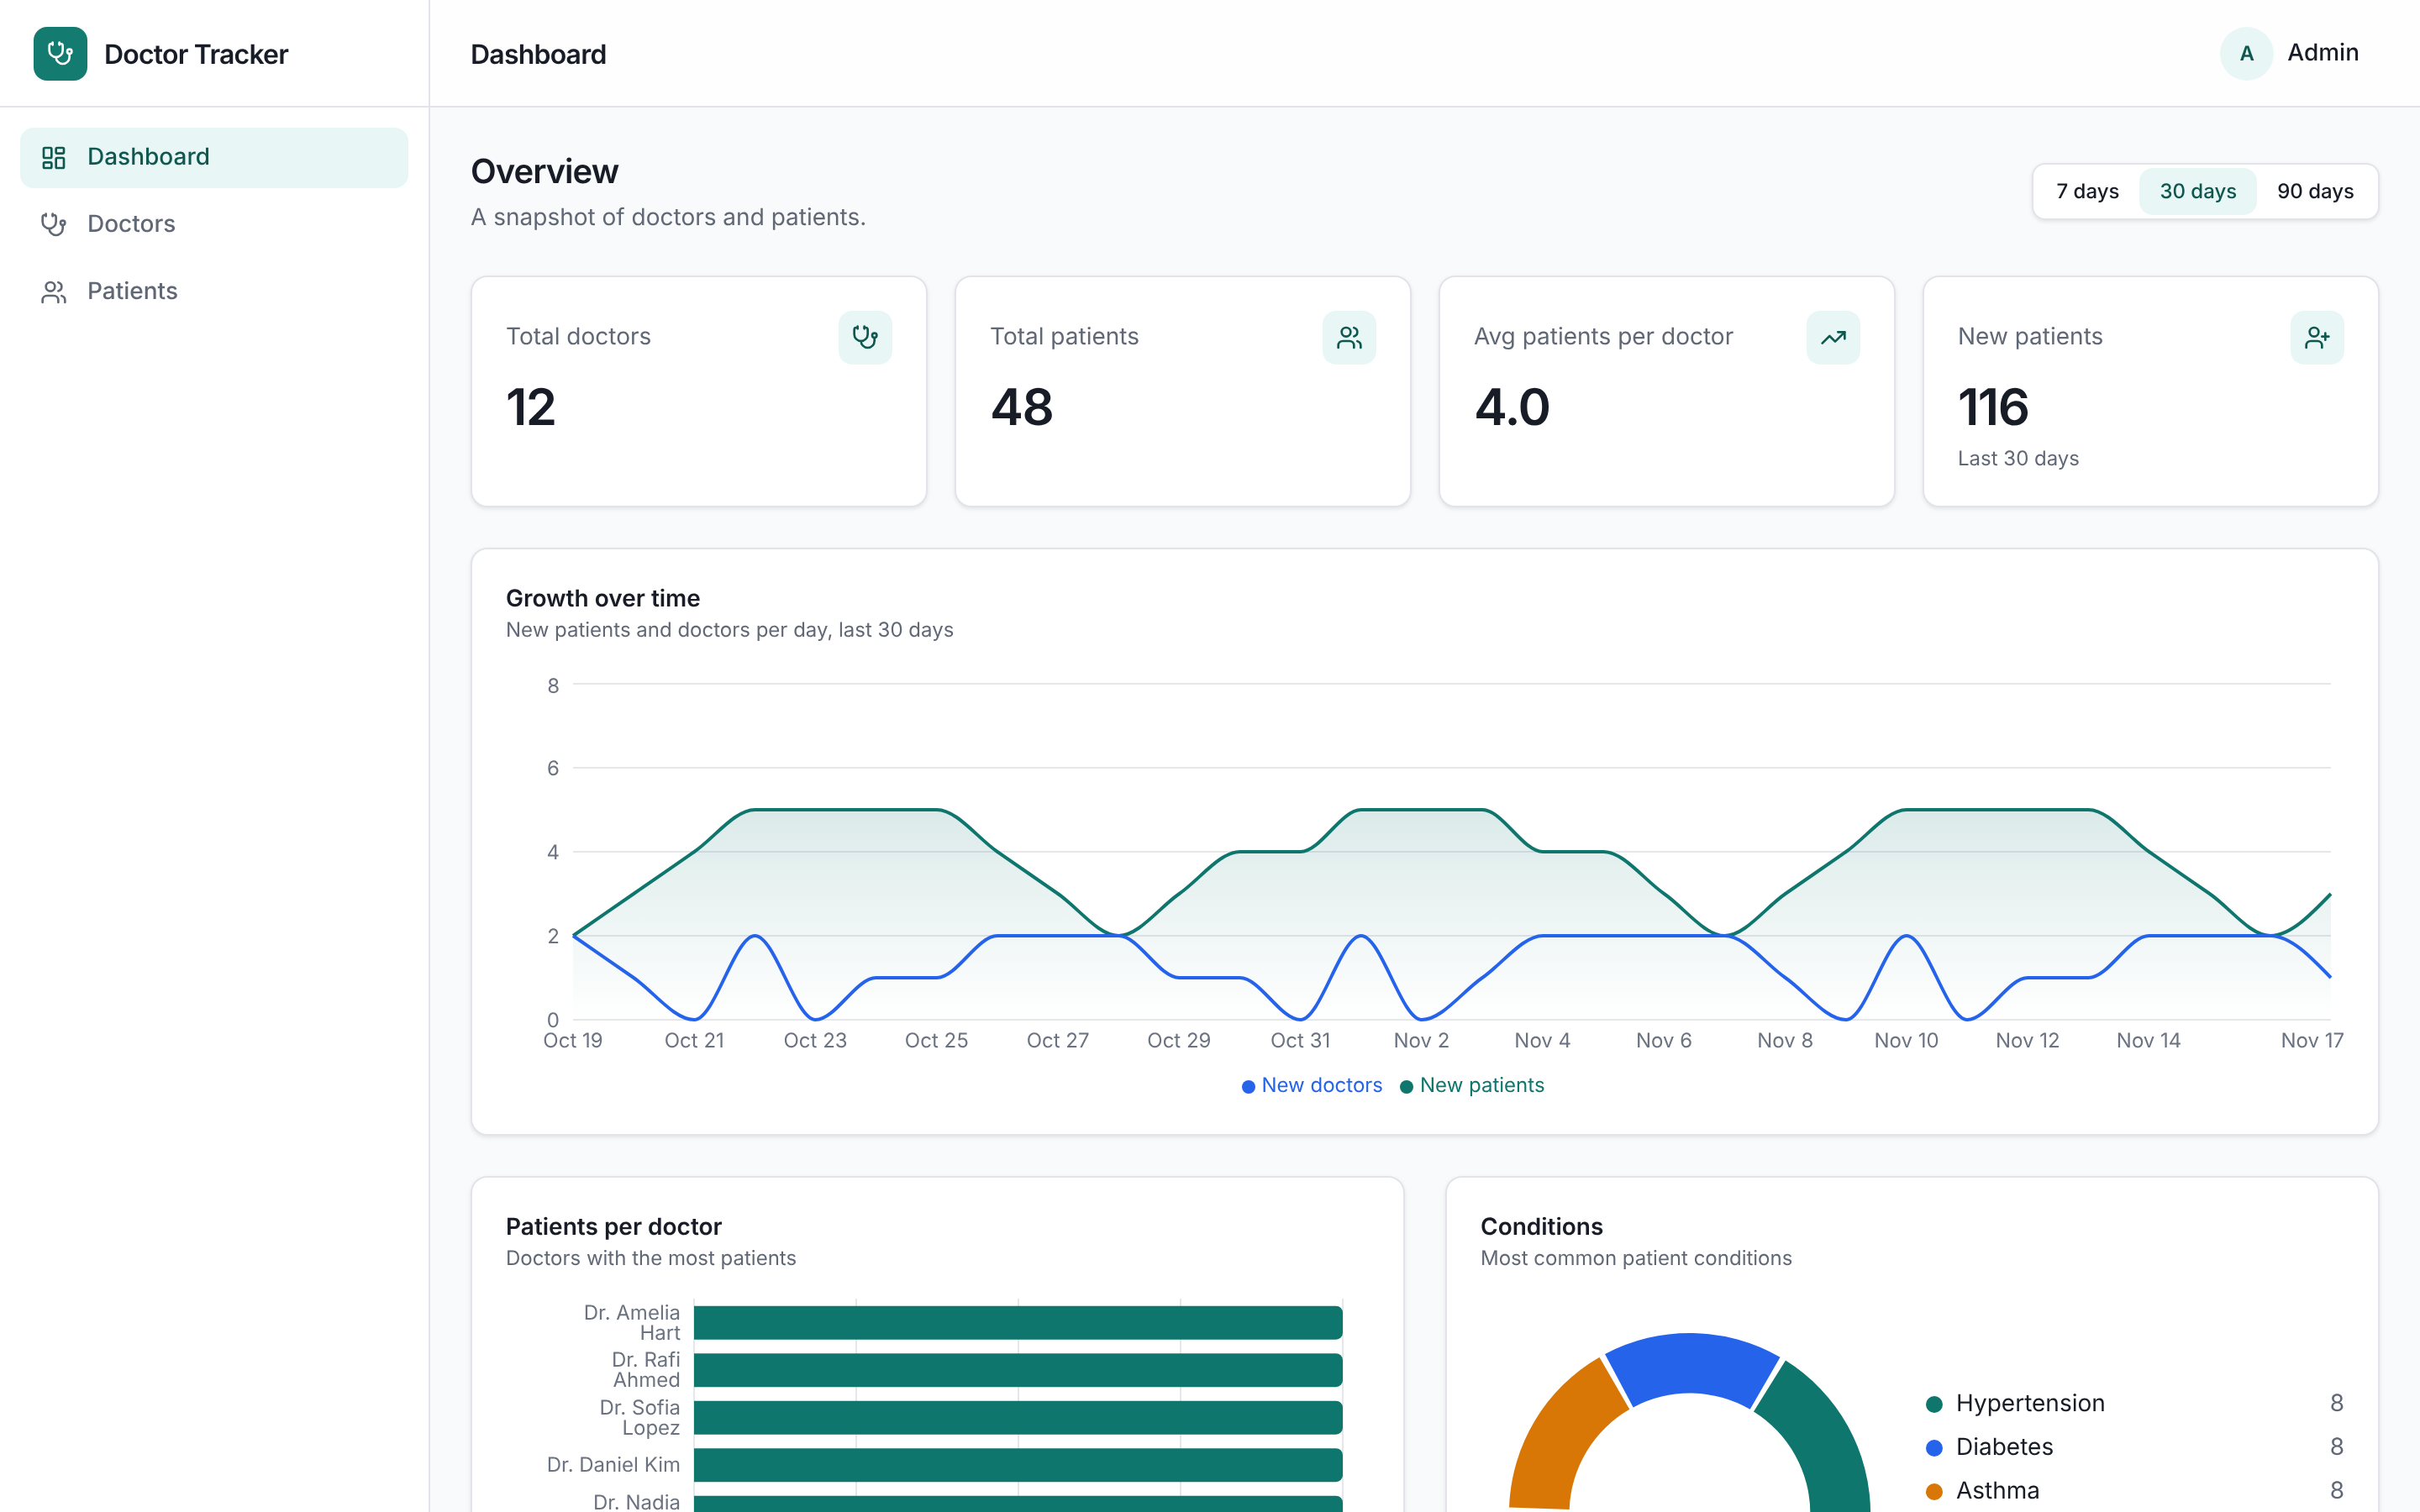 Doctor Tracker
Dashboard
A
Admin
Dashboard
Doctors
Patients
Overview
A snapshot of doctors and patients.
7 days
30 days
90 days
Total doctors
12
Total patients
48
Avg patients per doctor
4.0
New patients
116
Last 30 days
Growth over time
New patients and doctors per day, last 30 days
8
6
4
2
0
Oct 19
Oct 21
Oct 23
Oct 25
Oct 27
Oct 29
Oct 31
Nov 2
Nov 4
Nov 6
Nov 8
Nov 10
Nov 12
Nov 14
Nov 17
New doctors
New patients
Patients per doctor
Doctors with the most patients
Dr. Amelia
Hart
Dr. Rafi
Ahmed
Dr. Sofia
Lopez
Dr. Daniel Kim
Dr. Nadia
Conditions
Most common patient conditions
Hypertension 8
Diabetes 8
Asthma 8